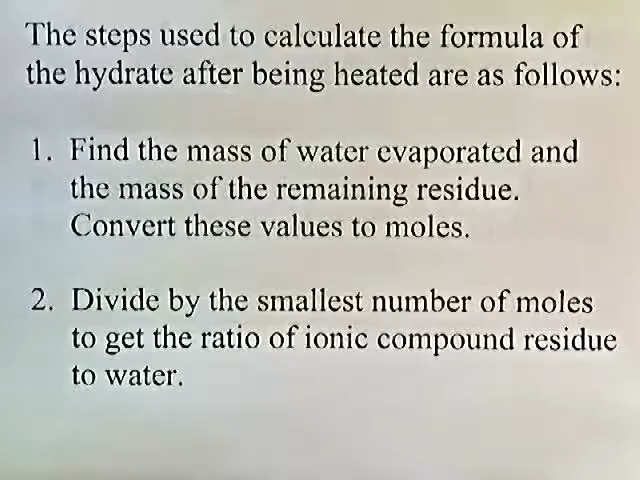 The steps used to calculate the formula of
the hydrate after being heated are as follows:
1. Find the mass of water evaporated and
the mass of the remaining residue.
Convert these values to moles.
2. Divide by the smallest number of moles
to get the ratio of ionic compound residue
to water.